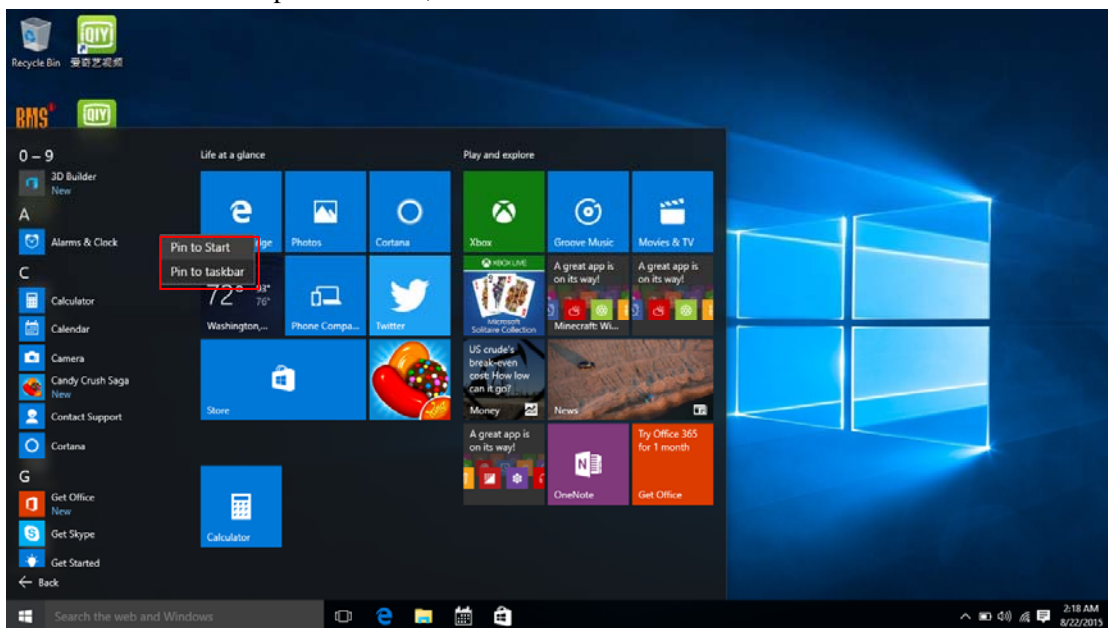 Recycle Bin
爱奇艺视频
RMS
QIY
QIY
0 – 9
3D Builder
New
A
Alarms & Clock
C
Calculator
Calendar
Camera
Candy Crush Saga
New
Contact Support
Cortana
G
Get Office
New
Get Skype
Get Started
Back
Pin to Start
Pin to taskbar
Life at a glance
Photos
Cortana
72°
93°
76°
Washington,...
Phone Compa...
Twitter
Store
Calculator
Play and explore
Xbox
Groove Music
Movies & TV
XBOX LIVE
Microsoft
Solitaire Collection
A great app is
on its way!
Minecraft: Wi...
A great app is
on its way!
US crude's
break-even
cost: How low
can it go?
Money
News
A great app is
on its way!
OneNote
Try Office 365
for 1 month
Get Office
Search the web and Windows
2:18 AM
8/22/2015